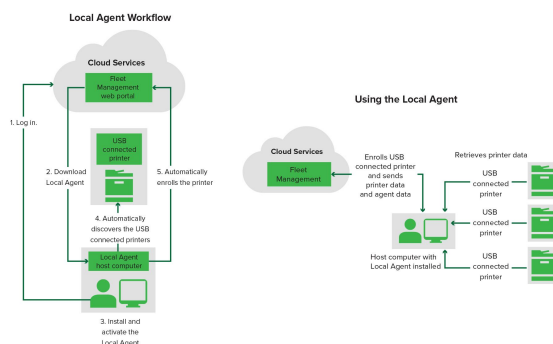 Local Agent Workflow
Cloud Services
Fleet
Management
web portal
1. Log in.
USB
connected
printer
2. Download
Local Agent
5. Automatically
enrolls the printer
4. Automatically
discovers the USB
connected printers
Local Agent
host computer
3. Install and
activate the
Local Agent
Using the Local Agent
Cloud Services
Fleet
Management
Enrolls USB
connected printer
and sends
printer data
and agent data
Retrieves printer data
USB
connected
printer
USB
connected
printer
USB
connected
printer
Host computer with
Local Agent installed